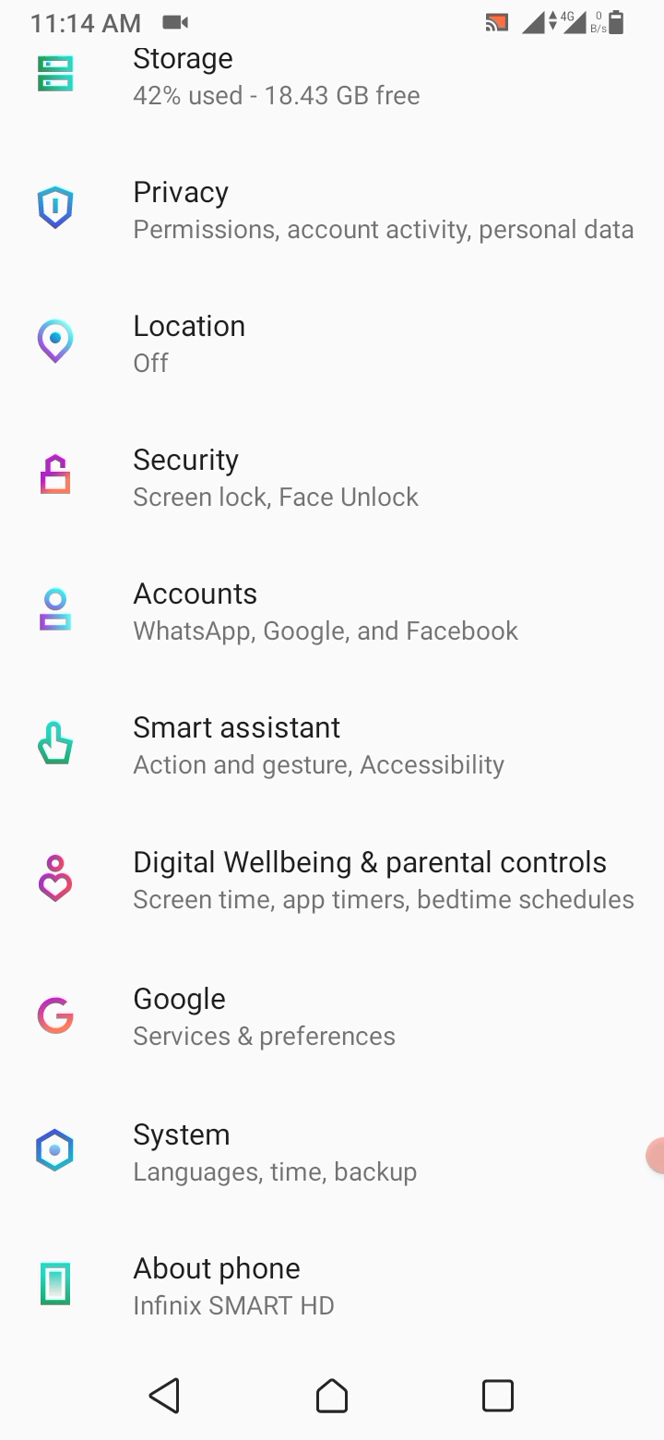 11:14 AM
4G
0
B/s
Storage
42% used - 18.43 GB free
Privacy
Permissions, account activity, personal data
Location
Off
Security
Screen lock, Face Unlock
Accounts
WhatsApp, Google, and Facebook
Smart assistant
Action and gesture, Accessibility
Digital Wellbeing & parental controls
Screen time, app timers, bedtime schedules
Google
Services & preferences
System
Languages, time, backup
About phone
Infinix SMART HD